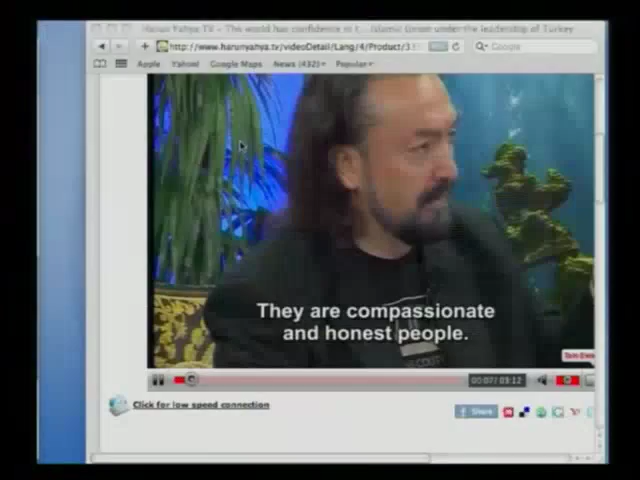 Harun Yahya TV - The world has confidence in t... Islamic Union under the leadership of Turkey
http://www.harunyahya.tv/videoDetail/Lang/4/Product/3
Google
Apple Yahoo! Google Maps News (432) Popular
They are compassionate
and honest people.
00:07 / 03:12
Click for low speed connection
Share